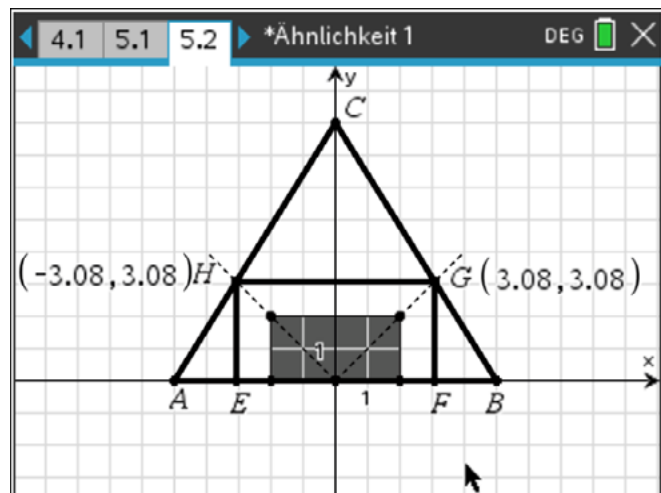 4.1 5.1 5.2 *Ähnlichkeit 1 DEG
y
C
(-3.08,3.08) H G (3.08,3.08)
1
x
A E 1 F B